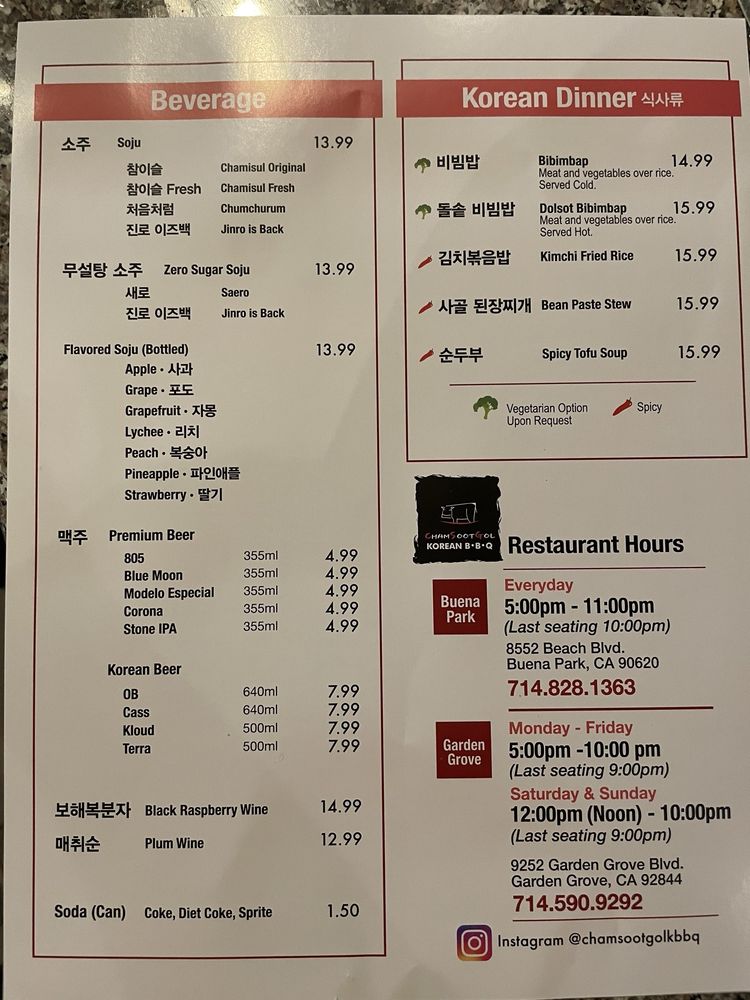 Beverage
소주 Soju 13.99
참이슬 Chamisul Original
참이슬 Fresh Chamisul Fresh
처음처럼 Chumchurum
진로 이즈백 Jinro is Back
무설탕 소주 Zero Sugar Soju 13.99
새로 Saero
진로 이즈백 Jinro is Back
Flavored Soju (Bottled) 13.99
Apple • 사과
Grape • 포도
Grapefruit • 자몽
Lychee • 리치
Peach • 복숭아
Pineapple • 파인애플
Strawberry • 딸기
맥주 Premium Beer
805 355ml 4.99
Blue Moon 355ml 4.99
Modelo Especial 355ml 4.99
Corona 355ml 4.99
Stone IPA 355ml 4.99
Korean Beer
OB 640ml 7.99
Cass 640ml 7.99
Kloud 500ml 7.99
Terra 500ml 7.99
보해복분자 Black Raspberry Wine 14.99
매취순 Plum Wine 12.99
Soda (Can) Coke, Diet Coke, Sprite 1.50
Korean Dinner 식사류
비빔밥 Bibimbap 14.99
Meat and vegetables over rice.
Served Cold.
돌솥 비빔밥 Dolsot Bibimbap 15.99
Meat and vegetables over rice.
Served Hot.
김치볶음밥 Kimchi Fried Rice 15.99
사골 된장찌개 Bean Paste Stew 15.99
순두부 Spicy Tofu Soup 15.99
Vegetarian Option Spicy
Upon Request
CHAMSOOTGOL
KOREAN B•B•Q
Restaurant Hours
Buena
Park
Everyday
5:00pm - 11:00pm
(Last seating 10:00pm)
8552 Beach Blvd.
Buena Park, CA 90620
714.828.1363
Garden
Grove
Monday - Friday
5:00pm -10:00 pm
(Last seating 9:00pm)
Saturday & Sunday
12:00pm (Noon) - 10:00pm
(Last seating 9:00pm)
9252 Garden Grove Blvd.
Garden Grove, CA 92844
714.590.9292
Instagram @chamsootgolkbbq